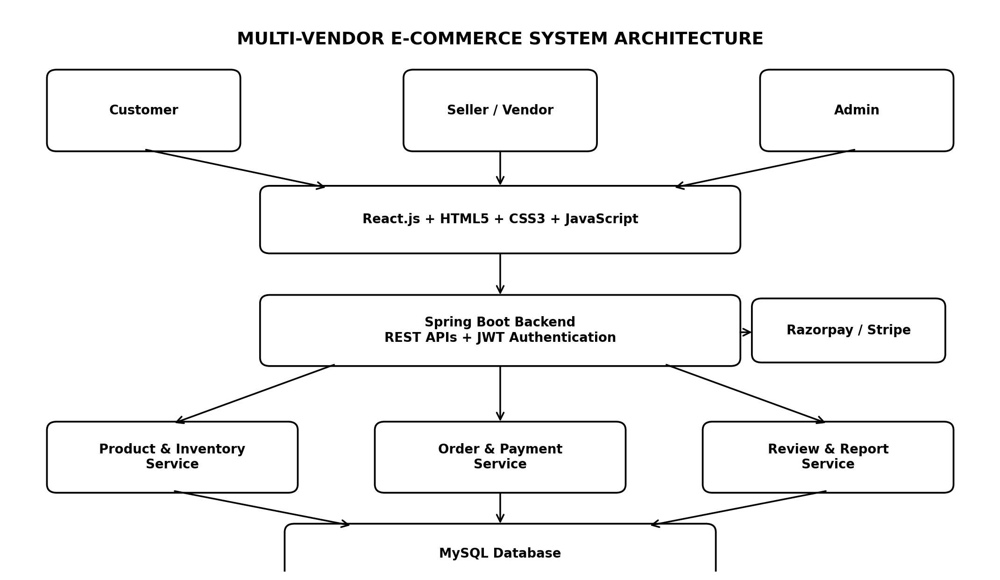 MULTI-VENDOR E-COMMERCE SYSTEM ARCHITECTURE
Customer
Seller / Vendor
Admin
React.js + HTML5 + CSS3 + JavaScript
Spring Boot Backend
REST APIs + JWT Authentication
Razorpay / Stripe
Product & Inventory
Service
Order & Payment
Service
Review & Report
Service
MySQL Database